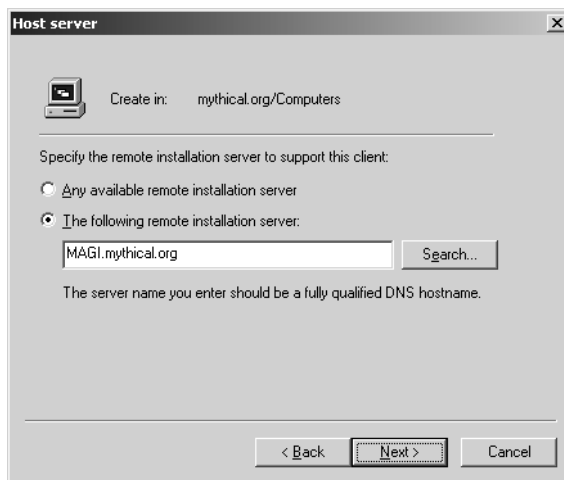 Host server
Create in: mythical.org/Computers
Specify the remote installation server to support this client:
Any available remote installation server
The following remote installation server:
MAGI.mythical.org
Search...
The server name you enter should be a fully qualified DNS hostname.
< Back Next > Cancel